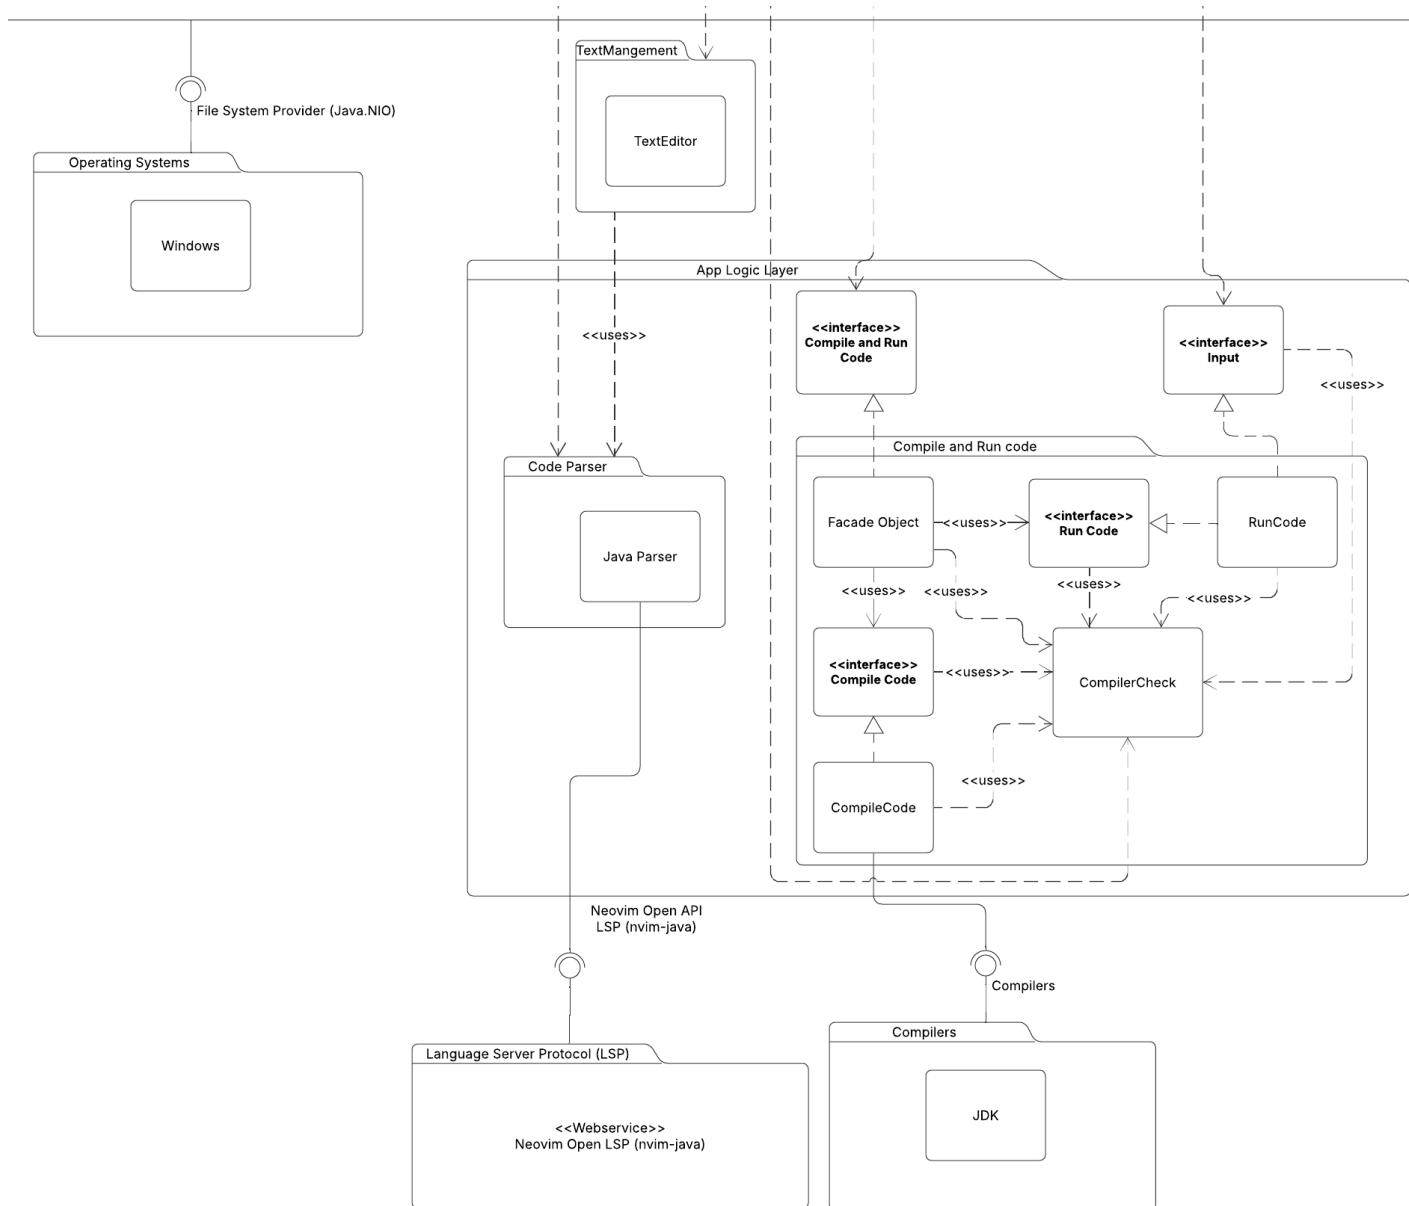 TextMangement
File System Provider (Java.NIO)
TextEditor
Operating Systems
Windows
App Logic Layer
<<uses>>
<<interface>>
Compile and Run
Code
<<interface>>
Input
<<uses>>
Compile and Run code
Code Parser
Facade Object
<<uses>>
<<interface>>
Run Code
RunCode
Java Parser
<<uses>>
<<uses>>
<<uses>>
<<uses>>
<<interface>>
Compile Code
<<uses>>
CompilerCheck
<<uses>>
CompileCode
Neovim Open API
LSP (nvim-java)
Compilers
Compilers
Language Server Protocol (LSP)
JDK
<<Webservice>>
Neovim Open LSP (nvim-java)